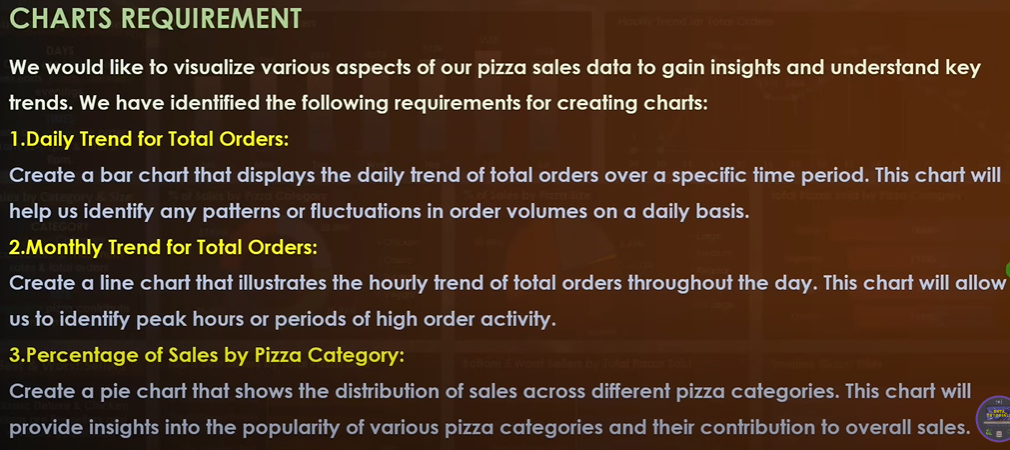 CHARTS REQUIREMENT
We would like to visualize various aspects of our pizza sales data to gain insights and understand key
trends. We have identified the following requirements for creating charts:
1.Daily Trend for Total Orders:
Create a bar chart that displays the daily trend of total orders over a specific time period. This chart will
help us identify any patterns or fluctuations in order volumes on a daily basis.
2.Monthly Trend for Total Orders:
Create a line chart that illustrates the hourly trend of total orders throughout the day. This chart will allow
us to identify peak hours or periods of high order activity.
3.Percentage of Sales by Pizza Category:
Create a pie chart that shows the distribution of sales across different pizza categories. This chart will
provide insights into the popularity of various pizza categories and their contribution to overall sales.